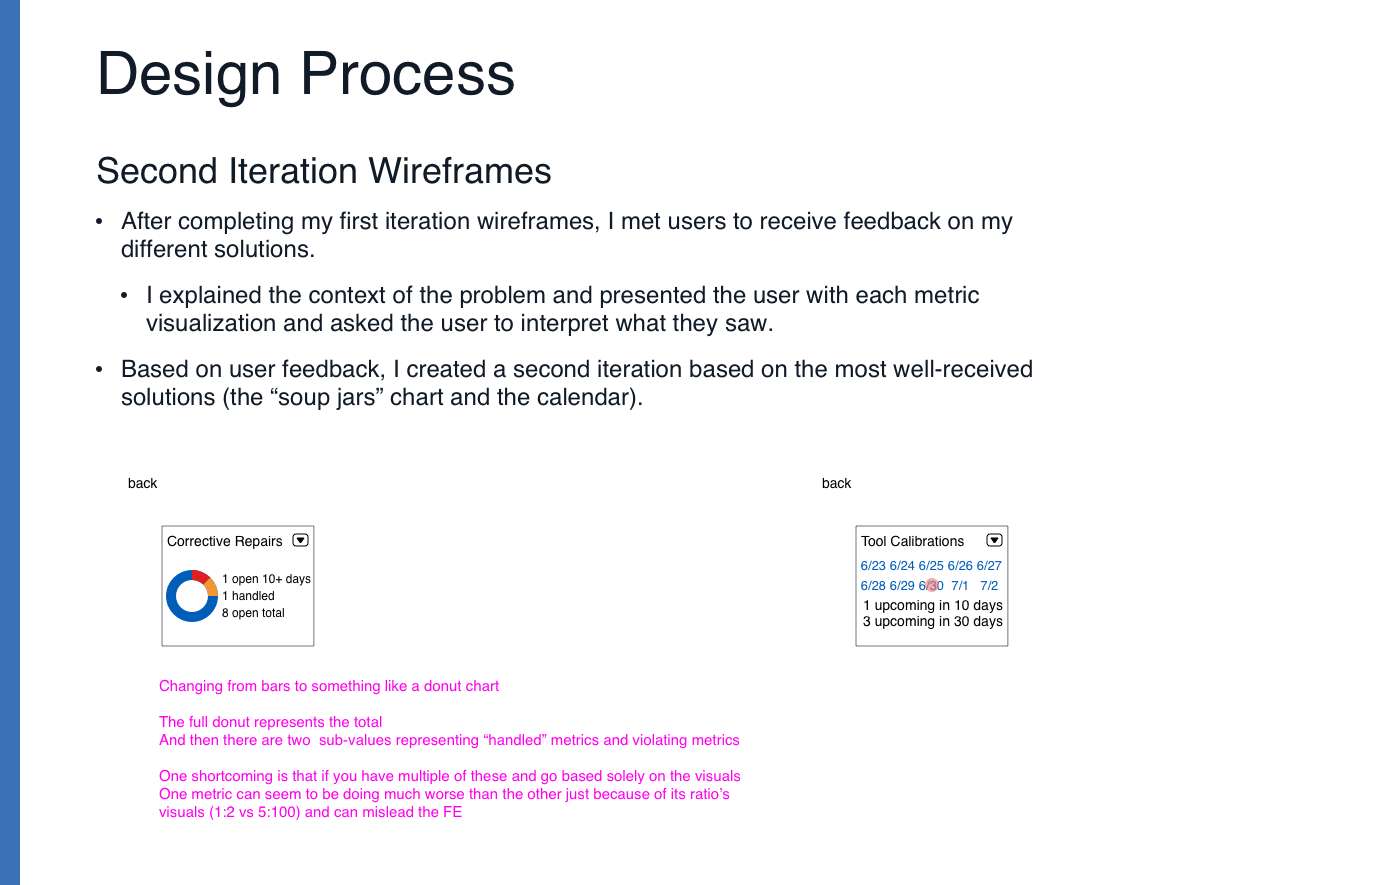 Design Process
Second Iteration Wireframes
• After completing my first iteration wireframes, I met users to receive feedback on my
different solutions.
• I explained the context of the problem and presented the user with each metric
visualization and asked the user to interpret what they saw.
• Based on user feedback, I created a second iteration based on the most well-received
solutions (the “soup jars” chart and the calendar).
back
Corrective Repairs
1 open 10+ days
1 handled
8 open total
back
Tool Calibrations
6/23 6/24 6/25 6/26 6/27
6/28 6/29 6/30 7/1 7/2
1 upcoming in 10 days
3 upcoming in 30 days
Changing from bars to something like a donut chart
The full donut represents the total
And then there are two  sub-values representing “handled” metrics and violating metrics
One shortcoming is that if you have multiple of these and go based solely on the visuals
One metric can seem to be doing much worse than the other just because of its ratio’s
visuals (1:2 vs 5:100) and can mislead the FE